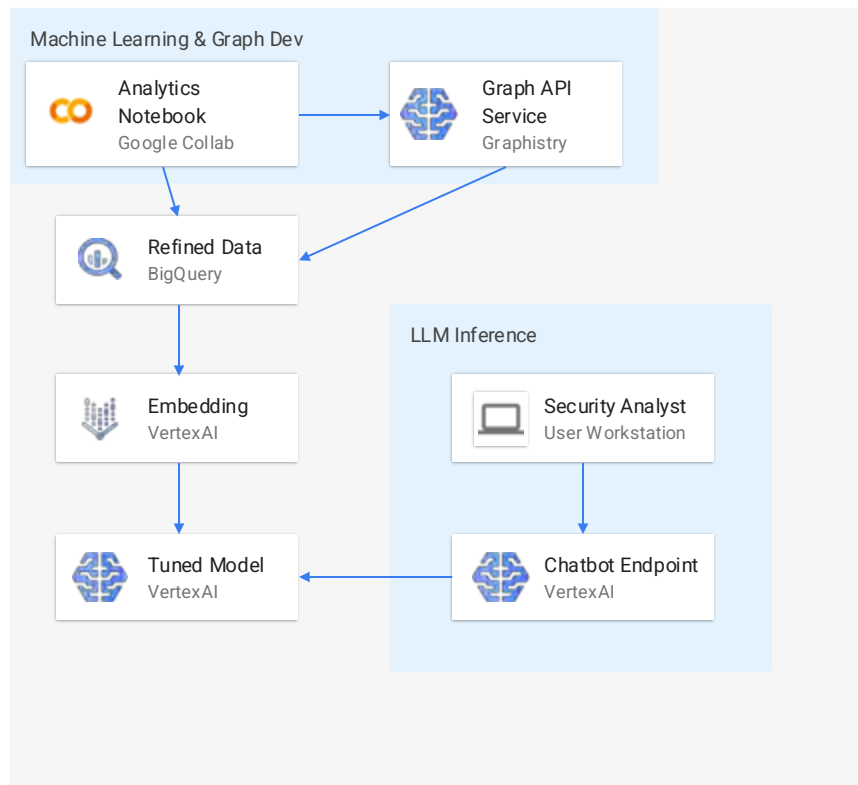 Machine Learning & Graph Dev
Analytics
Notebook
Google Collab
Graph API
Service
Graphistry
Refined Data
BigQuery
LLM Inference
Embedding
VertexAI
Security Analyst
User Workstation
Tuned Model
VertexAI
Chatbot Endpoint
VertexAI